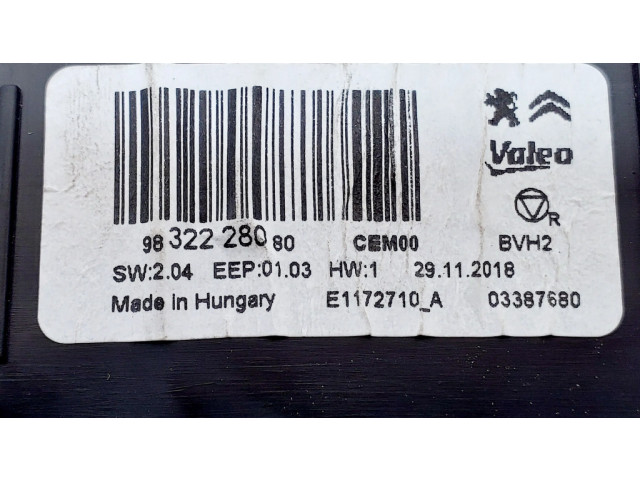 Valeo
R
98 322 280 80 CEM00 BVH2
SW:2.04 EEP:01.03 HW:1 29.11.2018
Made in Hungary E1172710_A 03387680